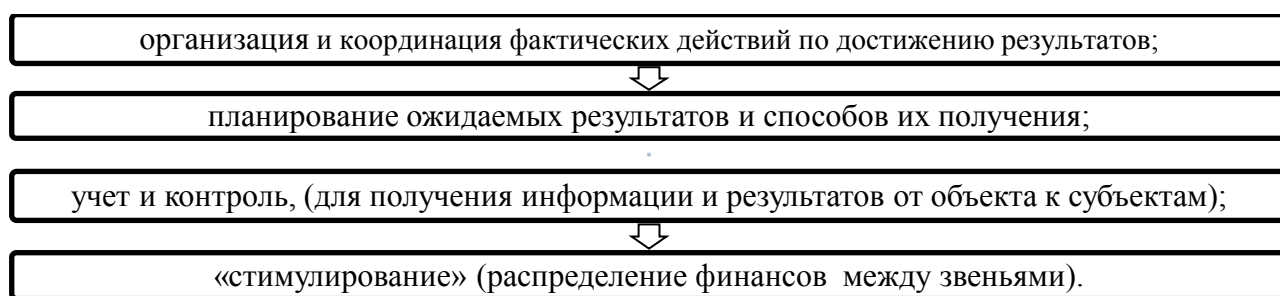 организация и координация фактических действий по достижению результатов;
планирование ожидаемых результатов и способов их получения;
учет и контроль, (для получения информации и результатов от объекта к субъектам);
«стимулирование» (распределение финансов между звеньями).